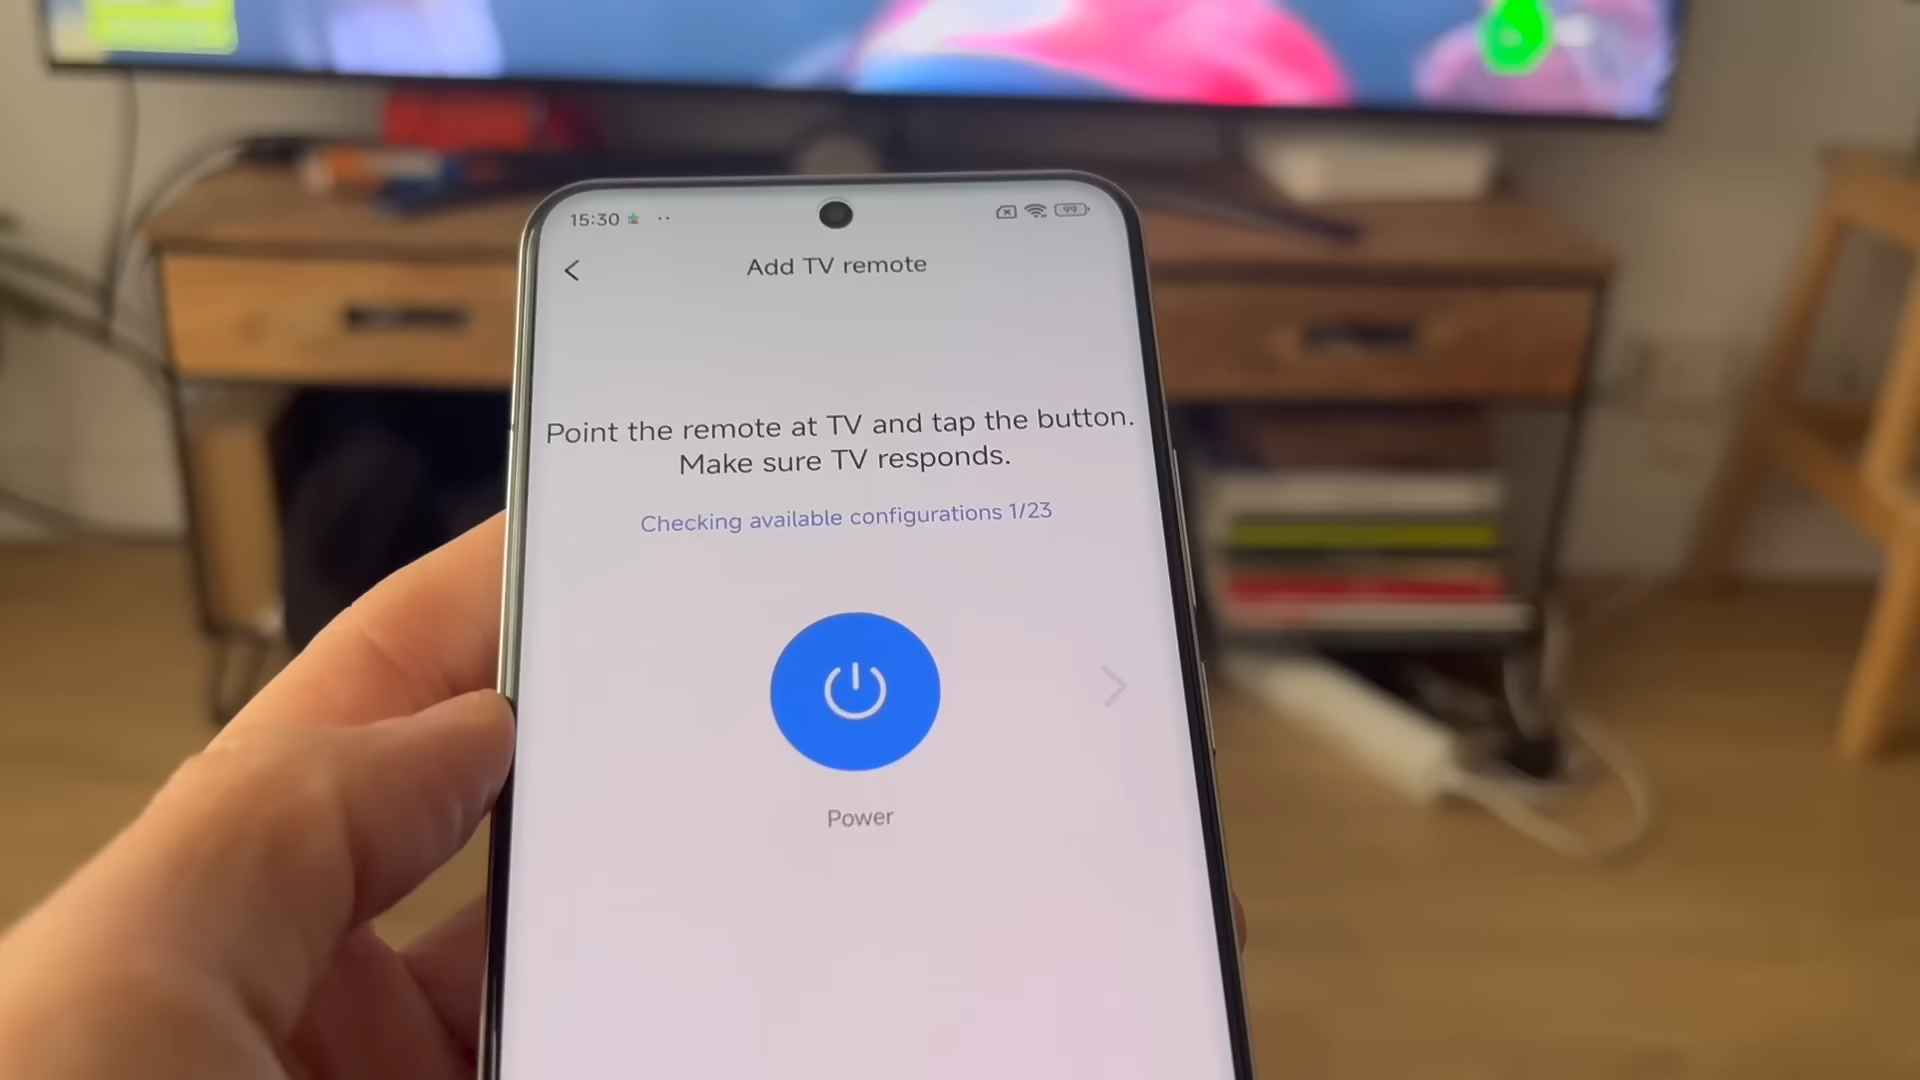 15:30
99
Add TV remote
Point the remote at TV and tap the button.
Make sure TV responds.
Checking available configurations 1/23
Power